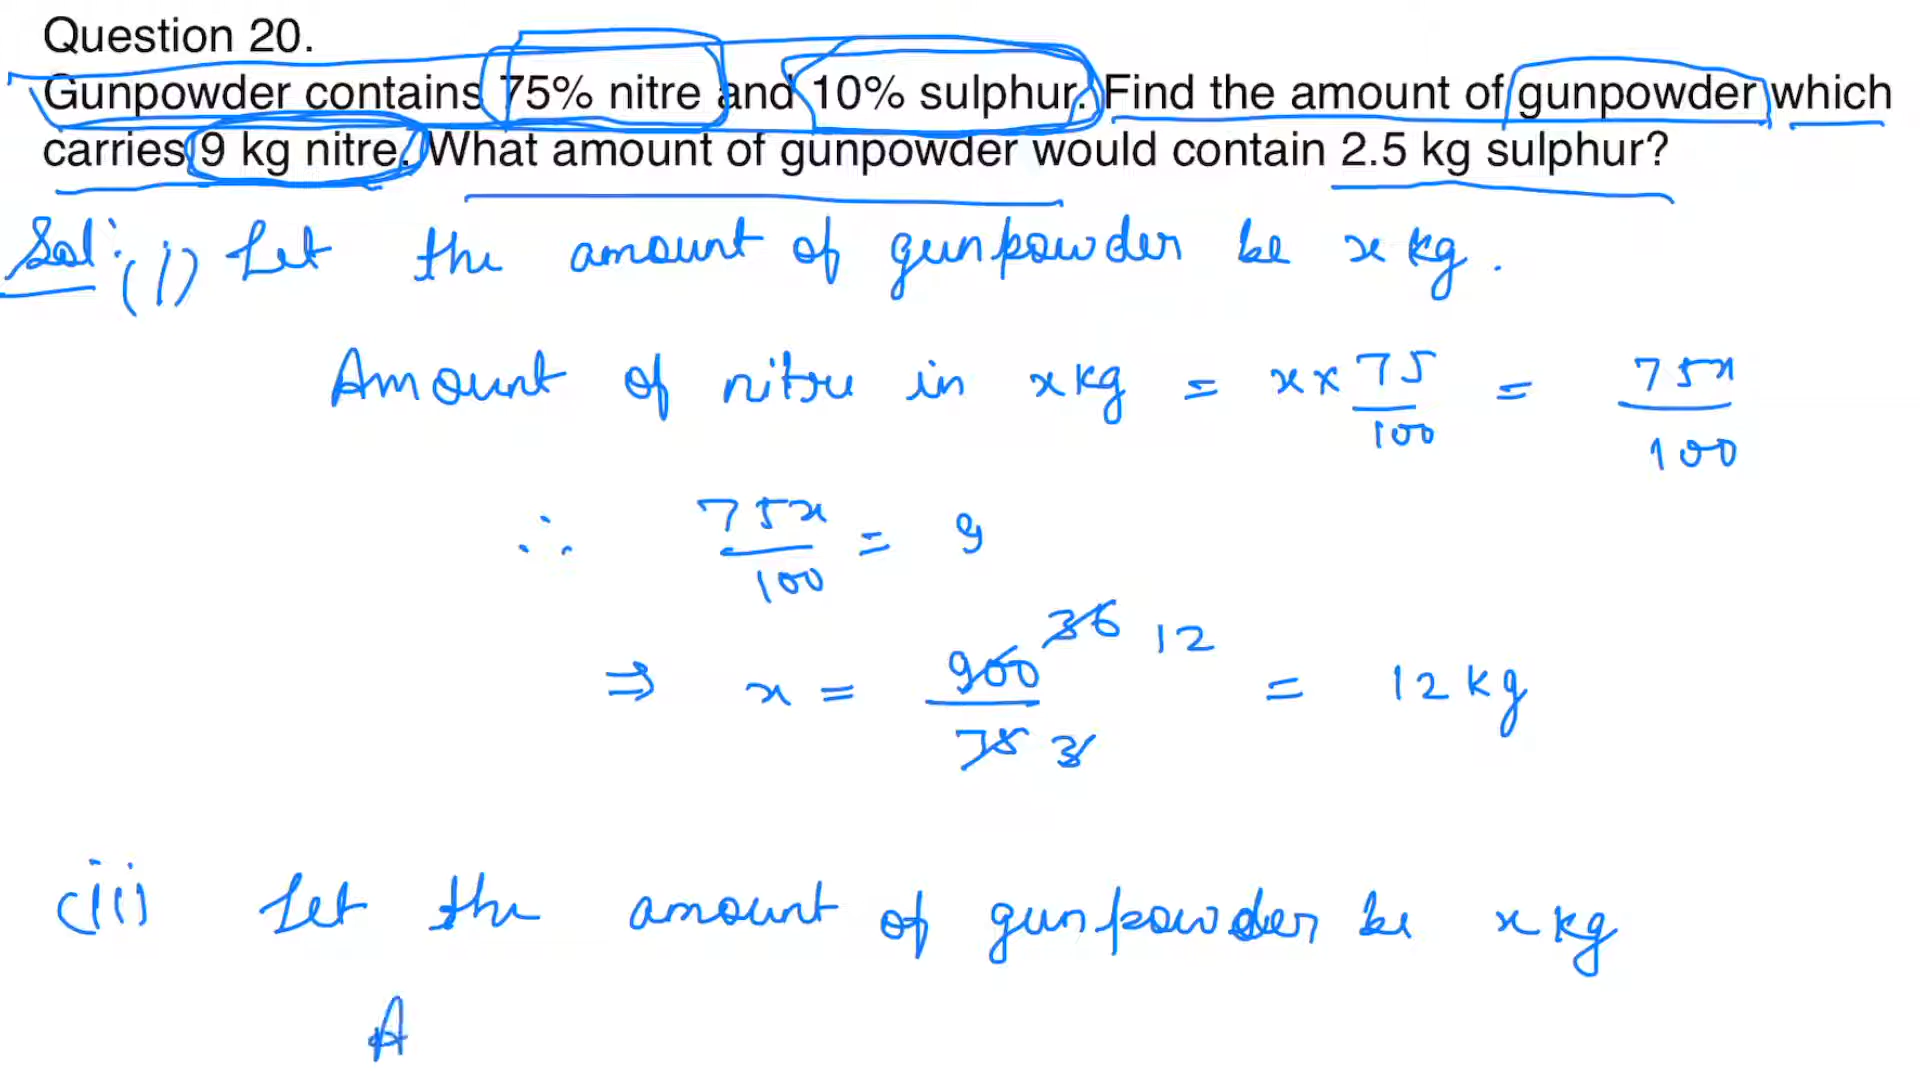 Question 20.
Gunpowder contains 75% nitre and 10% sulphur. Find the amount of gunpowder which
carries 9 kg nitre. What amount of gunpowder would contain 2.5 kg sulphur?
Sol: (i) Let the amount of gunpowder be x kg.
Amount of nitre in x kg = x × 75/100 = 75x/100
∴ 75x/100 = 9
⇒ x = 900/75 36 12 3 = 12 kg
(ii) Let the amount of gunpowder be x kg
A